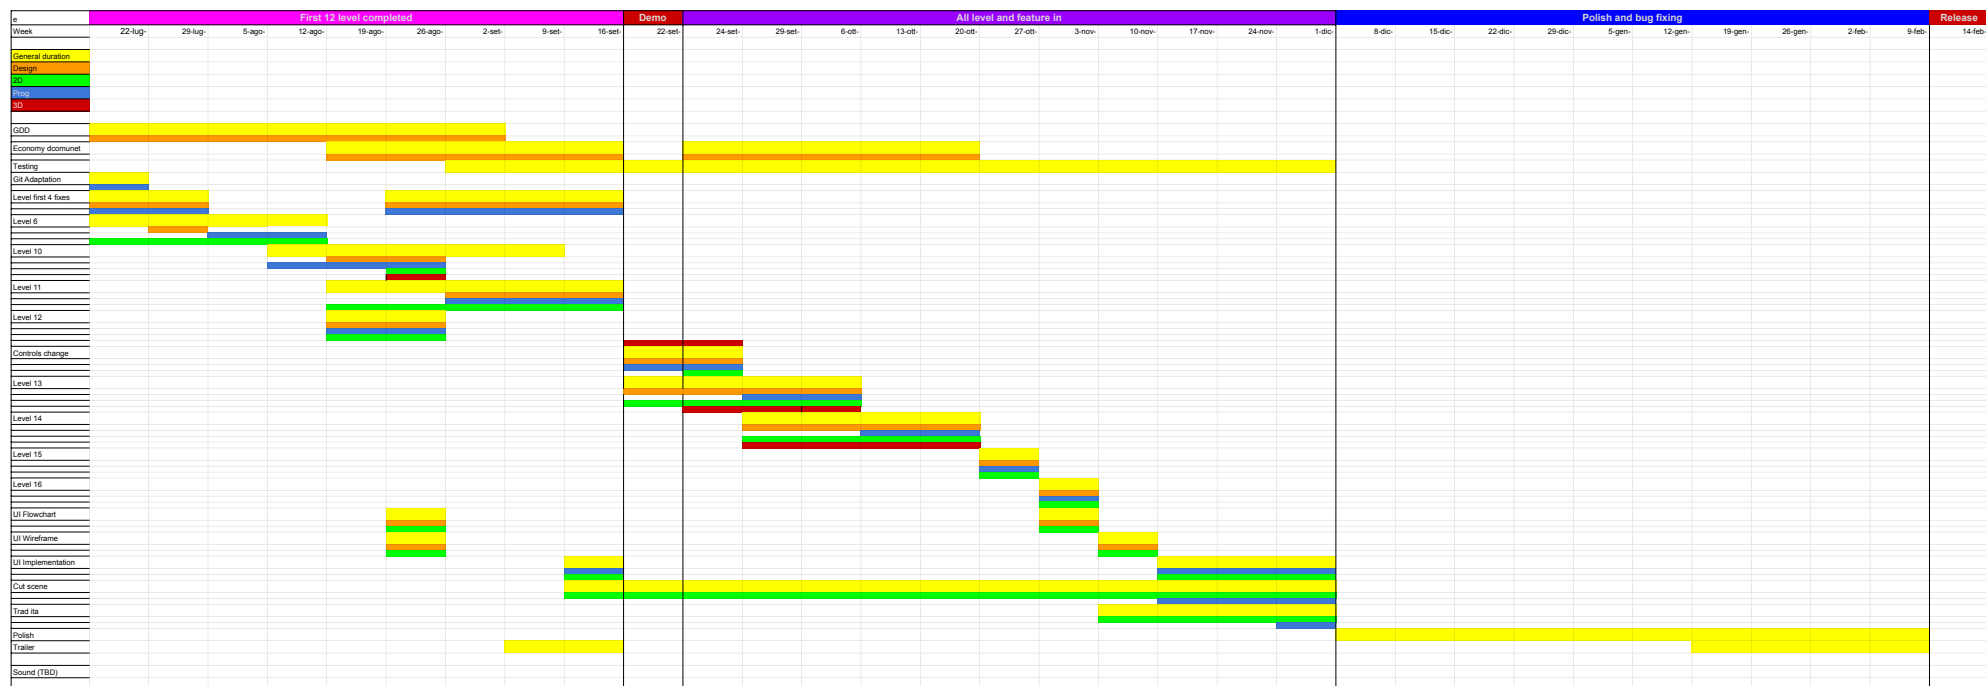 e First 12 level completed Demo All level and feature in Polish and bug fixing Release
Week 22-lug- 29-lug- 5-ago- 12-ago- 19-ago- 26-ago- 2-set- 9-set- 16-set- 22-set- 24-set- 29-set- 6-ott- 13-ott- 20-ott- 27-ott- 3-nov- 10-nov- 17-nov- 24-nov- 1-dic- 8-dic- 15-dic- 22-dic- 29-dic- 5-gen- 12-gen- 19-gen- 26-gen- 2-feb- 9-feb- 14-feb-
General duration
Design
2D
Prog
3D
GDD
Economy dcomunet
Testing
Git Adaptation
Level first 4 fixes
Level 6
Level 10
Level 11
Level 12
Controls change
Level 13
Level 14
Level 15
Level 16
UI Flowchart
UI Wireframe
UI Implementation
Cut scene
Trad ita
Polish
Trailer
Sound (TBD)